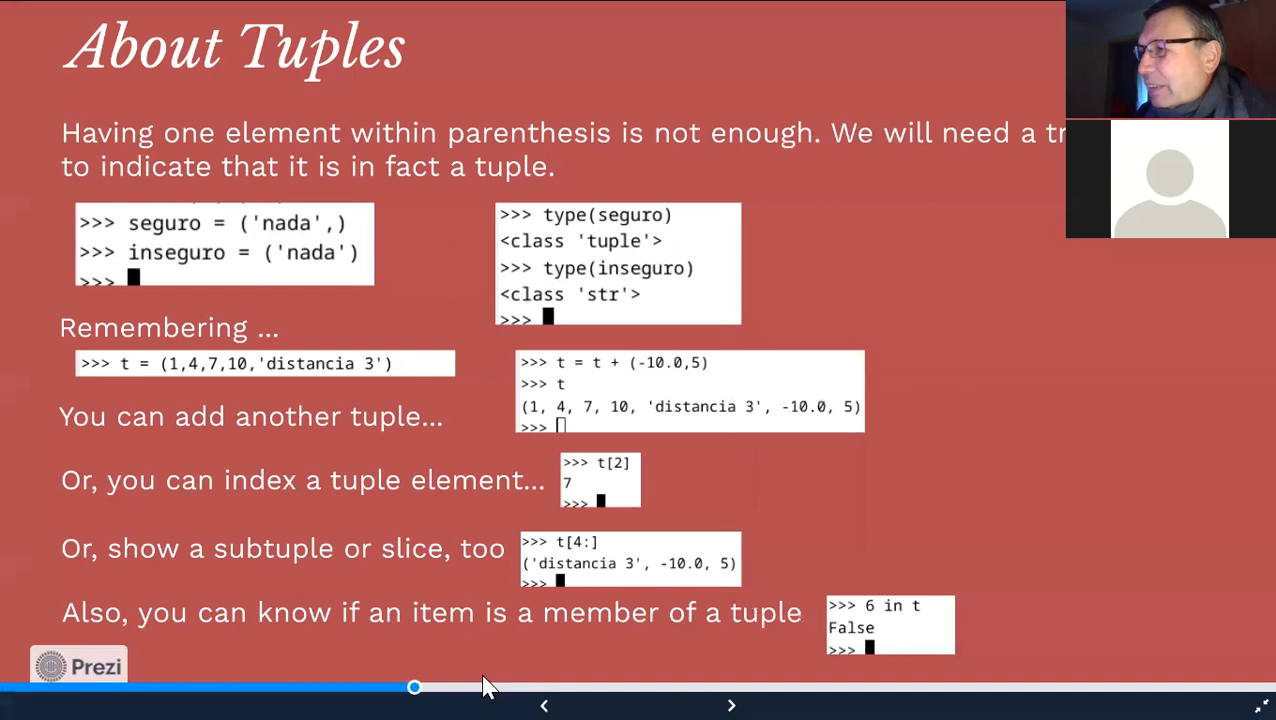 About Tuples
Having one element within parenthesis is not enough. We will need a
to indicate that it is in fact a tuple.
>>> seguro = ('nada',)
>>> inseguro = ('nada')
>>>
>>> type(seguro)
<class 'tuple'>
>>> type(inseguro)
<class 'str'>
>>>
Remembering ...
>>> t = (1,4,7,10,'distancia 3')
>>> t = t + (-10.0,5)
>>> t
(1, 4, 7, 10, 'distancia 3', -10.0, 5)
>>>
You can add another tuple...
Or, you can index a tuple element...
>>> t[2]
7
>>>
Or, show a subtuple or slice, too
>>> t[4:]
('distancia 3', -10.0, 5)
>>>
Also, you can know if an item is a member of a tuple
>>> 6 in t
False
>>>
Prezi